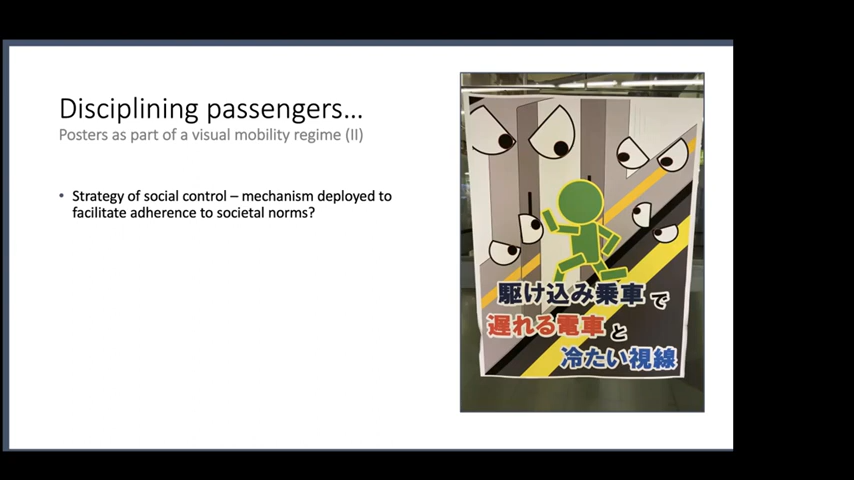 Disciplining passengers…
Posters as part of a visual mobility regime (II)
• Strategy of social control – mechanism deployed to
facilitate adherence to societal norms?
駆け込み乗車で
遅れる電車と
冷たい視線